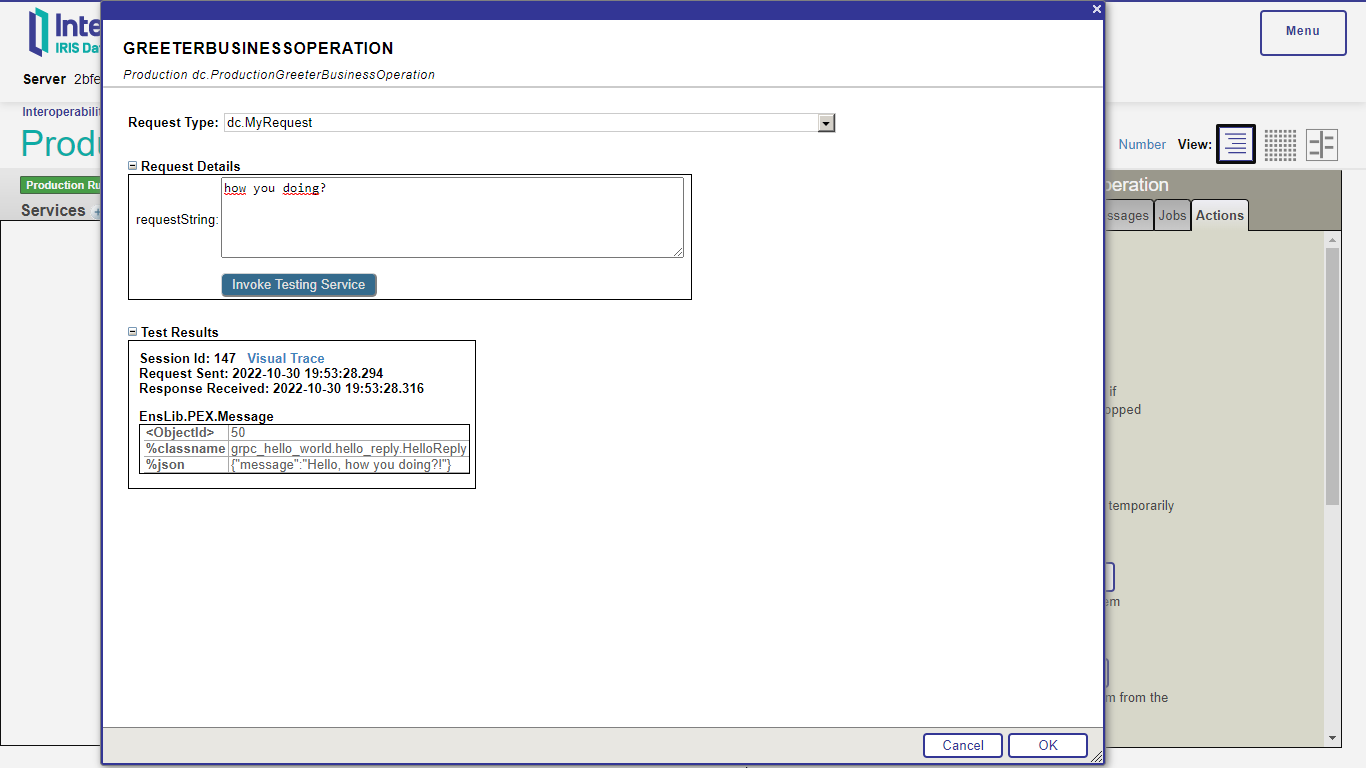 GREETERBUSINESSOPERATION
Production dc.ProductionGreeterBusinessOperation
Request Type: dc.MyRequest
Request Details
requestString: how you doing?
Invoke Testing Service
Test Results
Session Id: 147 Visual Trace
Request Sent: 2022-10-30 19:53:28.294
Response Received: 2022-10-30 19:53:28.316
EnsLib.PEX.Message
<ObjectId> 50
%classname grpc_hello_world.hello_reply.HelloReply
%json {"message":"Hello, how you doing?!"}
Cancel OK
Inte
IRIS Da
Menu
Server 2bfe
Interoperabili
Produ
Number View:
Production Ru
Services
peration
ssages Jobs Actions
if
opped
temporarily
em
m from the